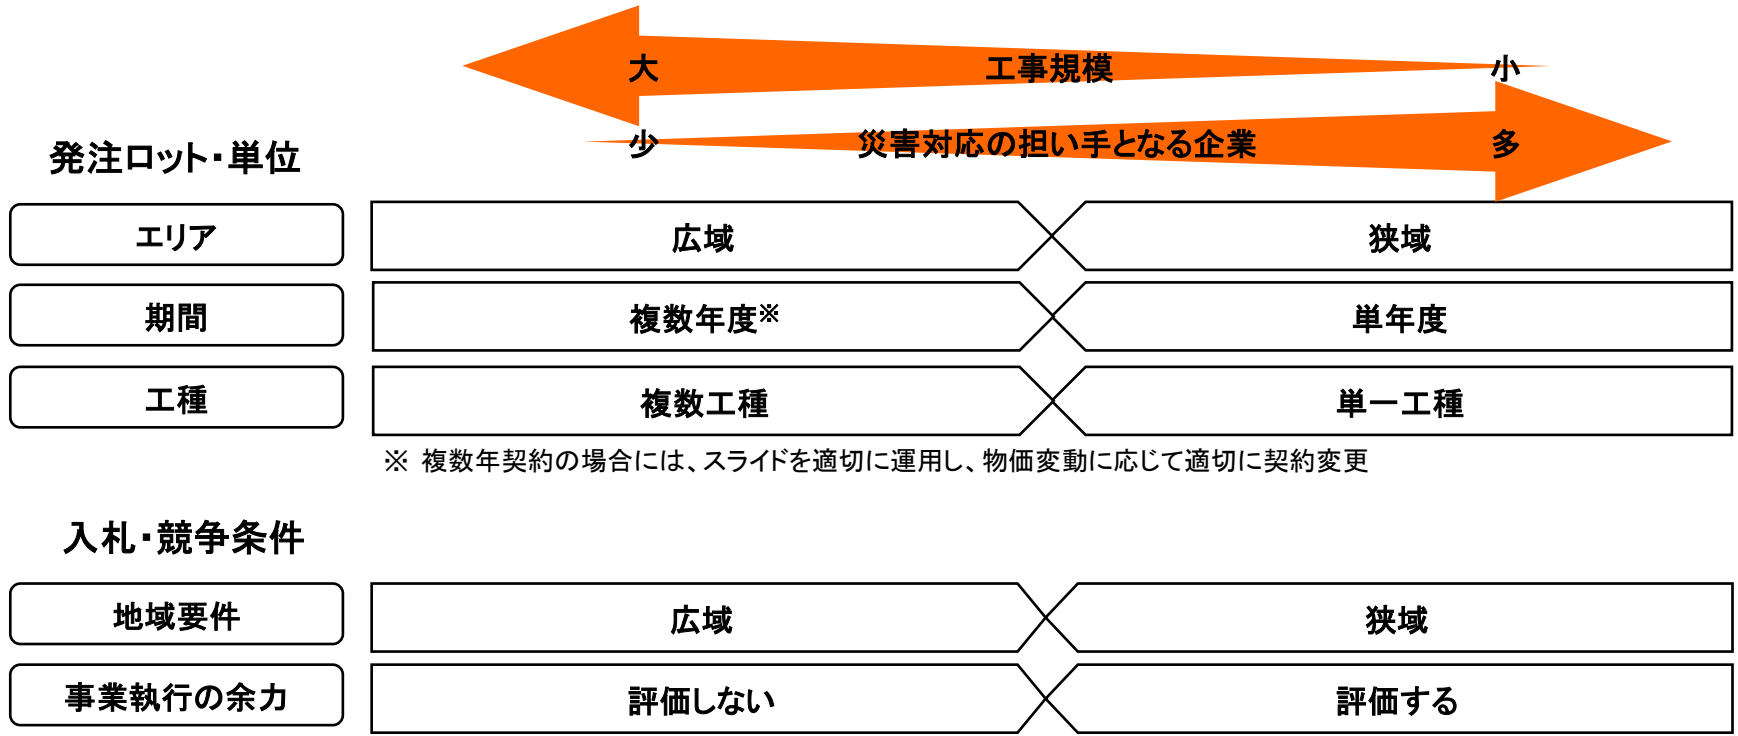 大 工事規模 小
少 災害対応の担い手となる企業 多
発注ロット・単位
エリア 広域 狭域
期間 複数年度※ 単年度
工種 複数工種 単一工種
※ 複数年契約の場合には、スライドを適切に運用し、物価変動に応じて適切に契約変更
入札・競争条件
地域要件 広域 狭域
事業執行の余力 評価しない 評価する